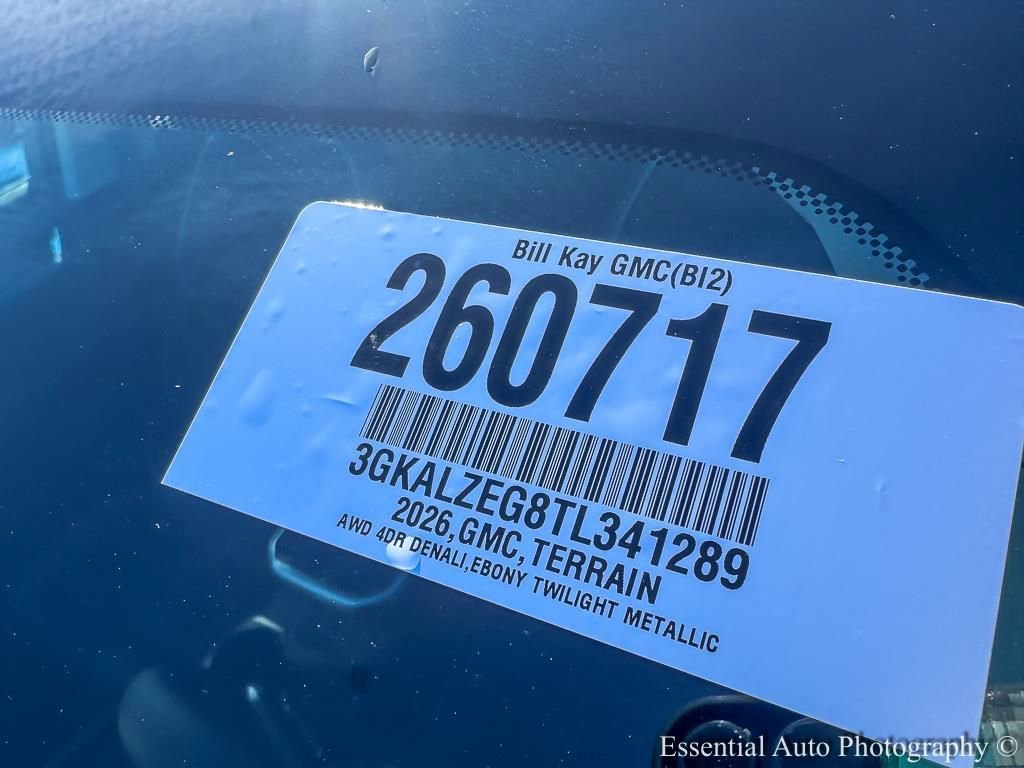 Bill Kay GMC(BI2)
260717
3GKALZEG8TL341289
2026,GMC,TERRAIN
AWD 4DR DENALI,EBONY TWILIGHT METALLIC
Essential Auto Photography ©